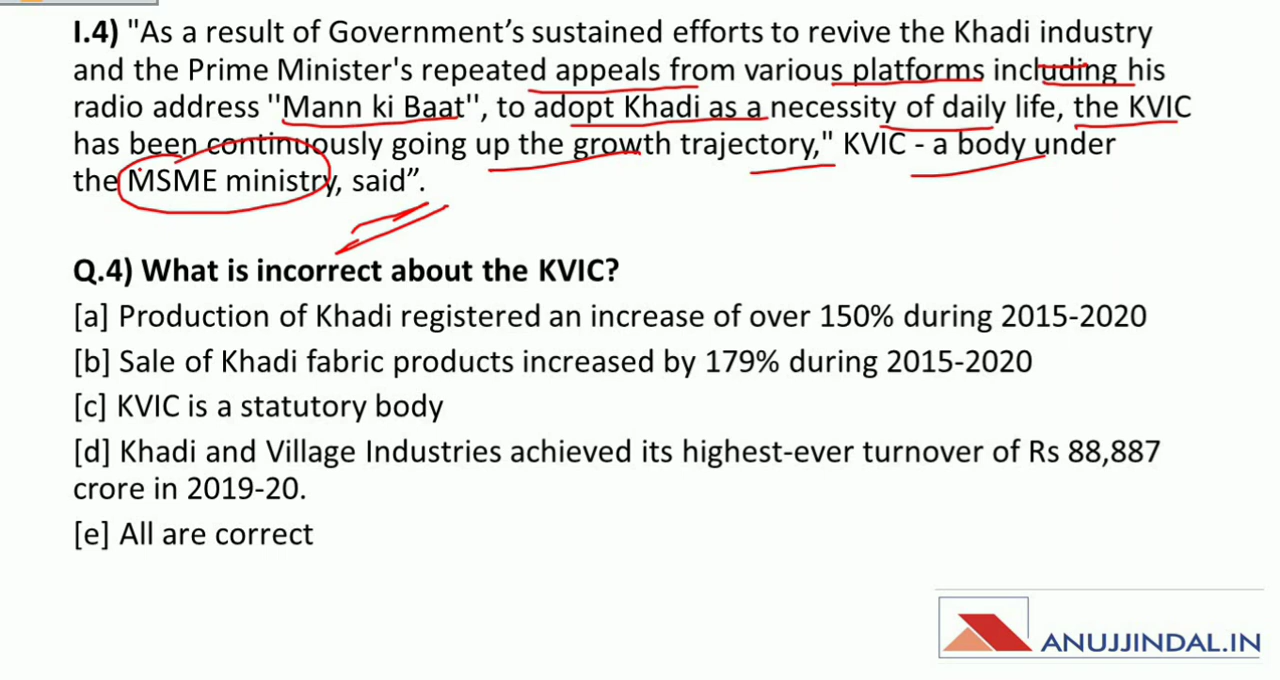 I.4) "As a result of Government’s sustained efforts to revive the Khadi industry
and the Prime Minister's repeated appeals from various platforms including his
radio address ''Mann ki Baat'', to adopt Khadi as a necessity of daily life, the KVIC
has been continuously going up the growth trajectory," KVIC - a body under
the MSME ministry, said”.
Q.4) What is incorrect about the KVIC?
[a] Production of Khadi registered an increase of over 150% during 2015-2020
[b] Sale of Khadi fabric products increased by 179% during 2015-2020
[c] KVIC is a statutory body
[d] Khadi and Village Industries achieved its highest-ever turnover of Rs 88,887
crore in 2019-20.
[e] All are correct
ANUJJINDAL.IN